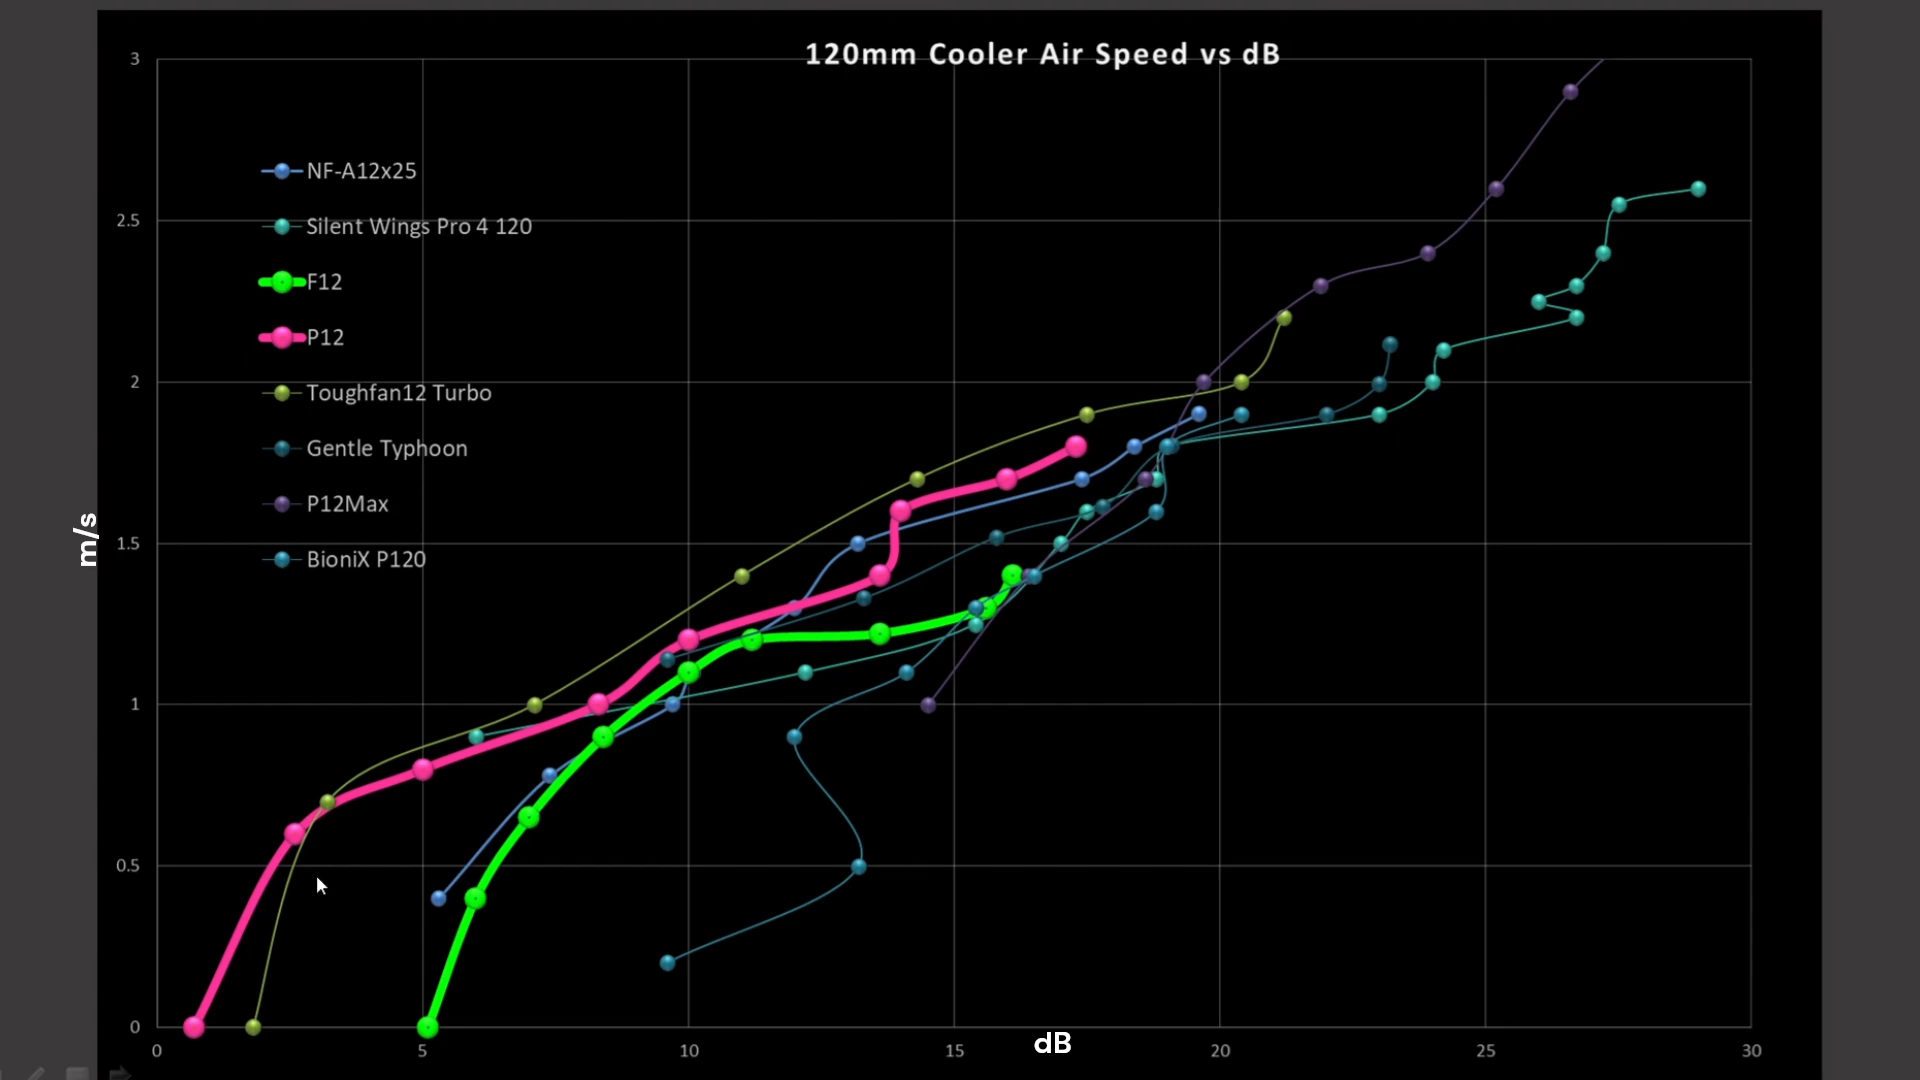 120mm Cooler Air Speed vs dB
3
2.5
2
1.5
1
0.5
0
NF-A12x25
Silent Wings Pro 4 120
F12
P12
Toughfan12 Turbo
Gentle Typhoon
P12Max
BioniX P120
m/s
0 5 10 15 20 25 30
dB